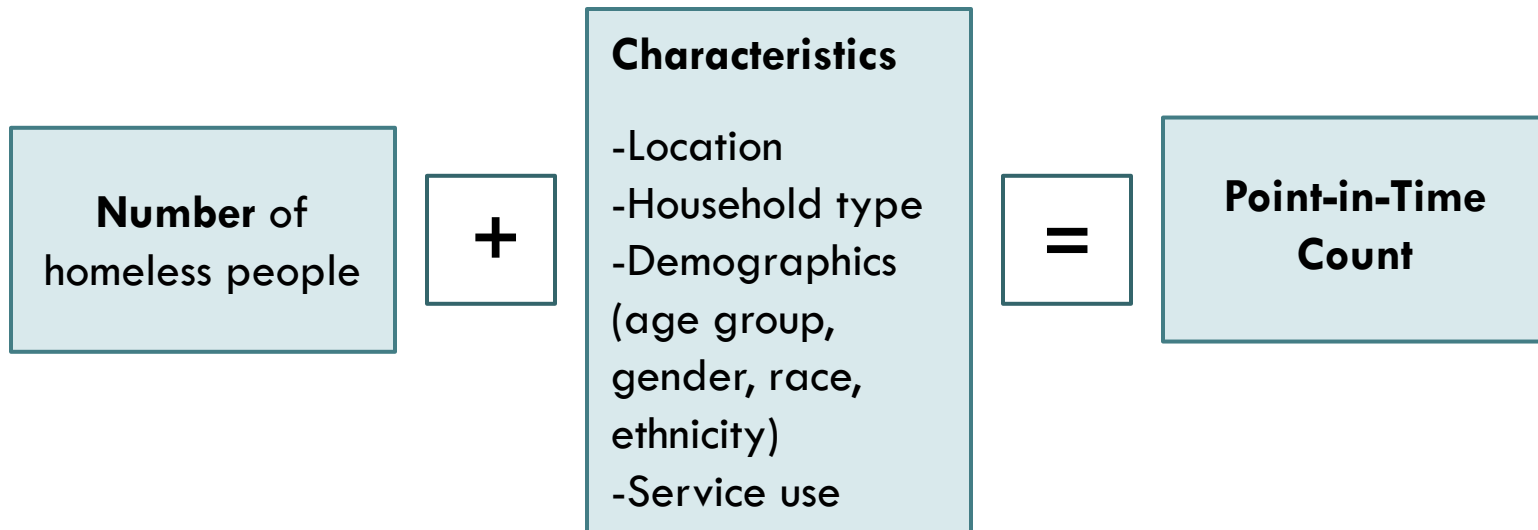 Number of
homeless people
+
Characteristics
-Location
-Household type
-Demographics
(age group,
gender, race,
ethnicity)
-Service use
=
Point-in-Time
Count